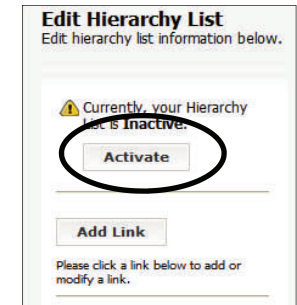 Edit Hierarchy List
Edit hierarchy list information below.
Currently, your Hierarchy
List is Inactive.
Activate
Add Link
Please click a link below to add or
modify a link.